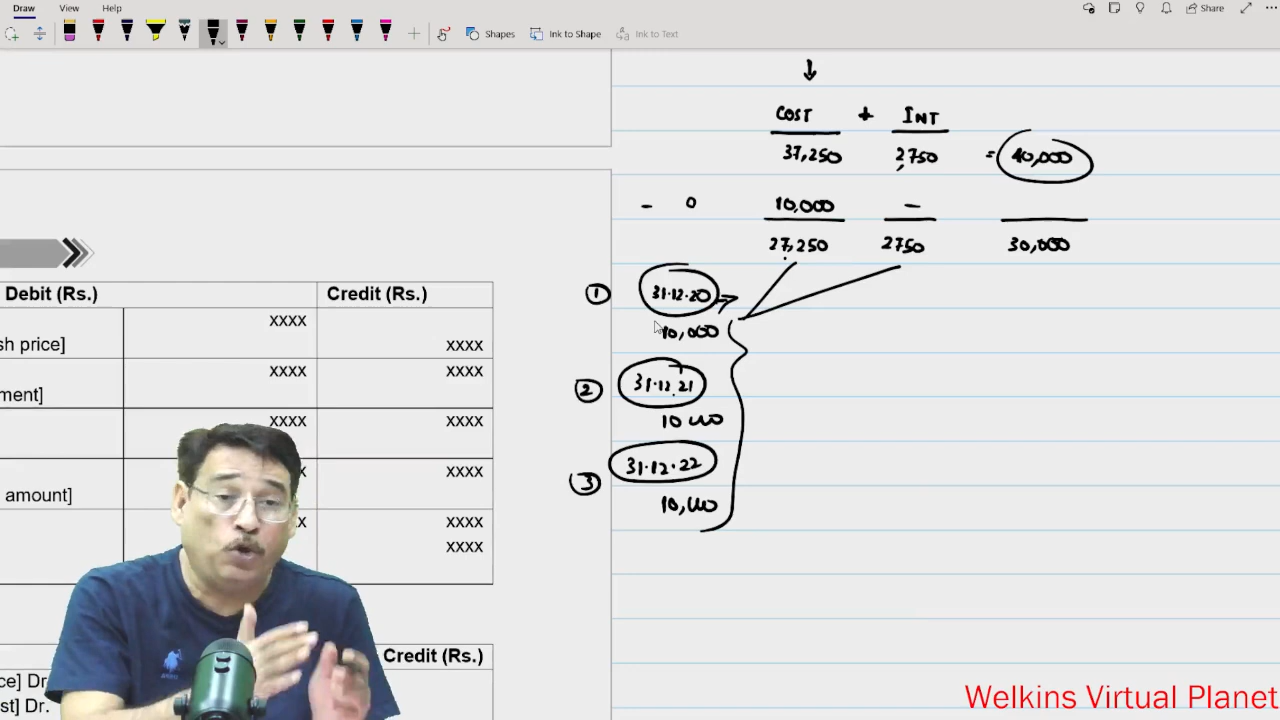 Draw View Help Share
Shapes Ink to Shape Ink to Text
COST + INT
37,250 2,750 = 40,000
- 0 10,000 -
27,250 2750 30,000
Debit (Rs.) Credit (Rs.)
xxxx
sh price] xxxx
xxxx xxxx
ment]
xxxx xxxx
xxxx
amount]
xx xxxx
xxxx
① 31.12.20
10,000
② 31.12.21
10,000
③ 31.12.22
10,000
Credit (Rs.)
ce] Dr.
st] Dr.
Welkins Virtual Planet